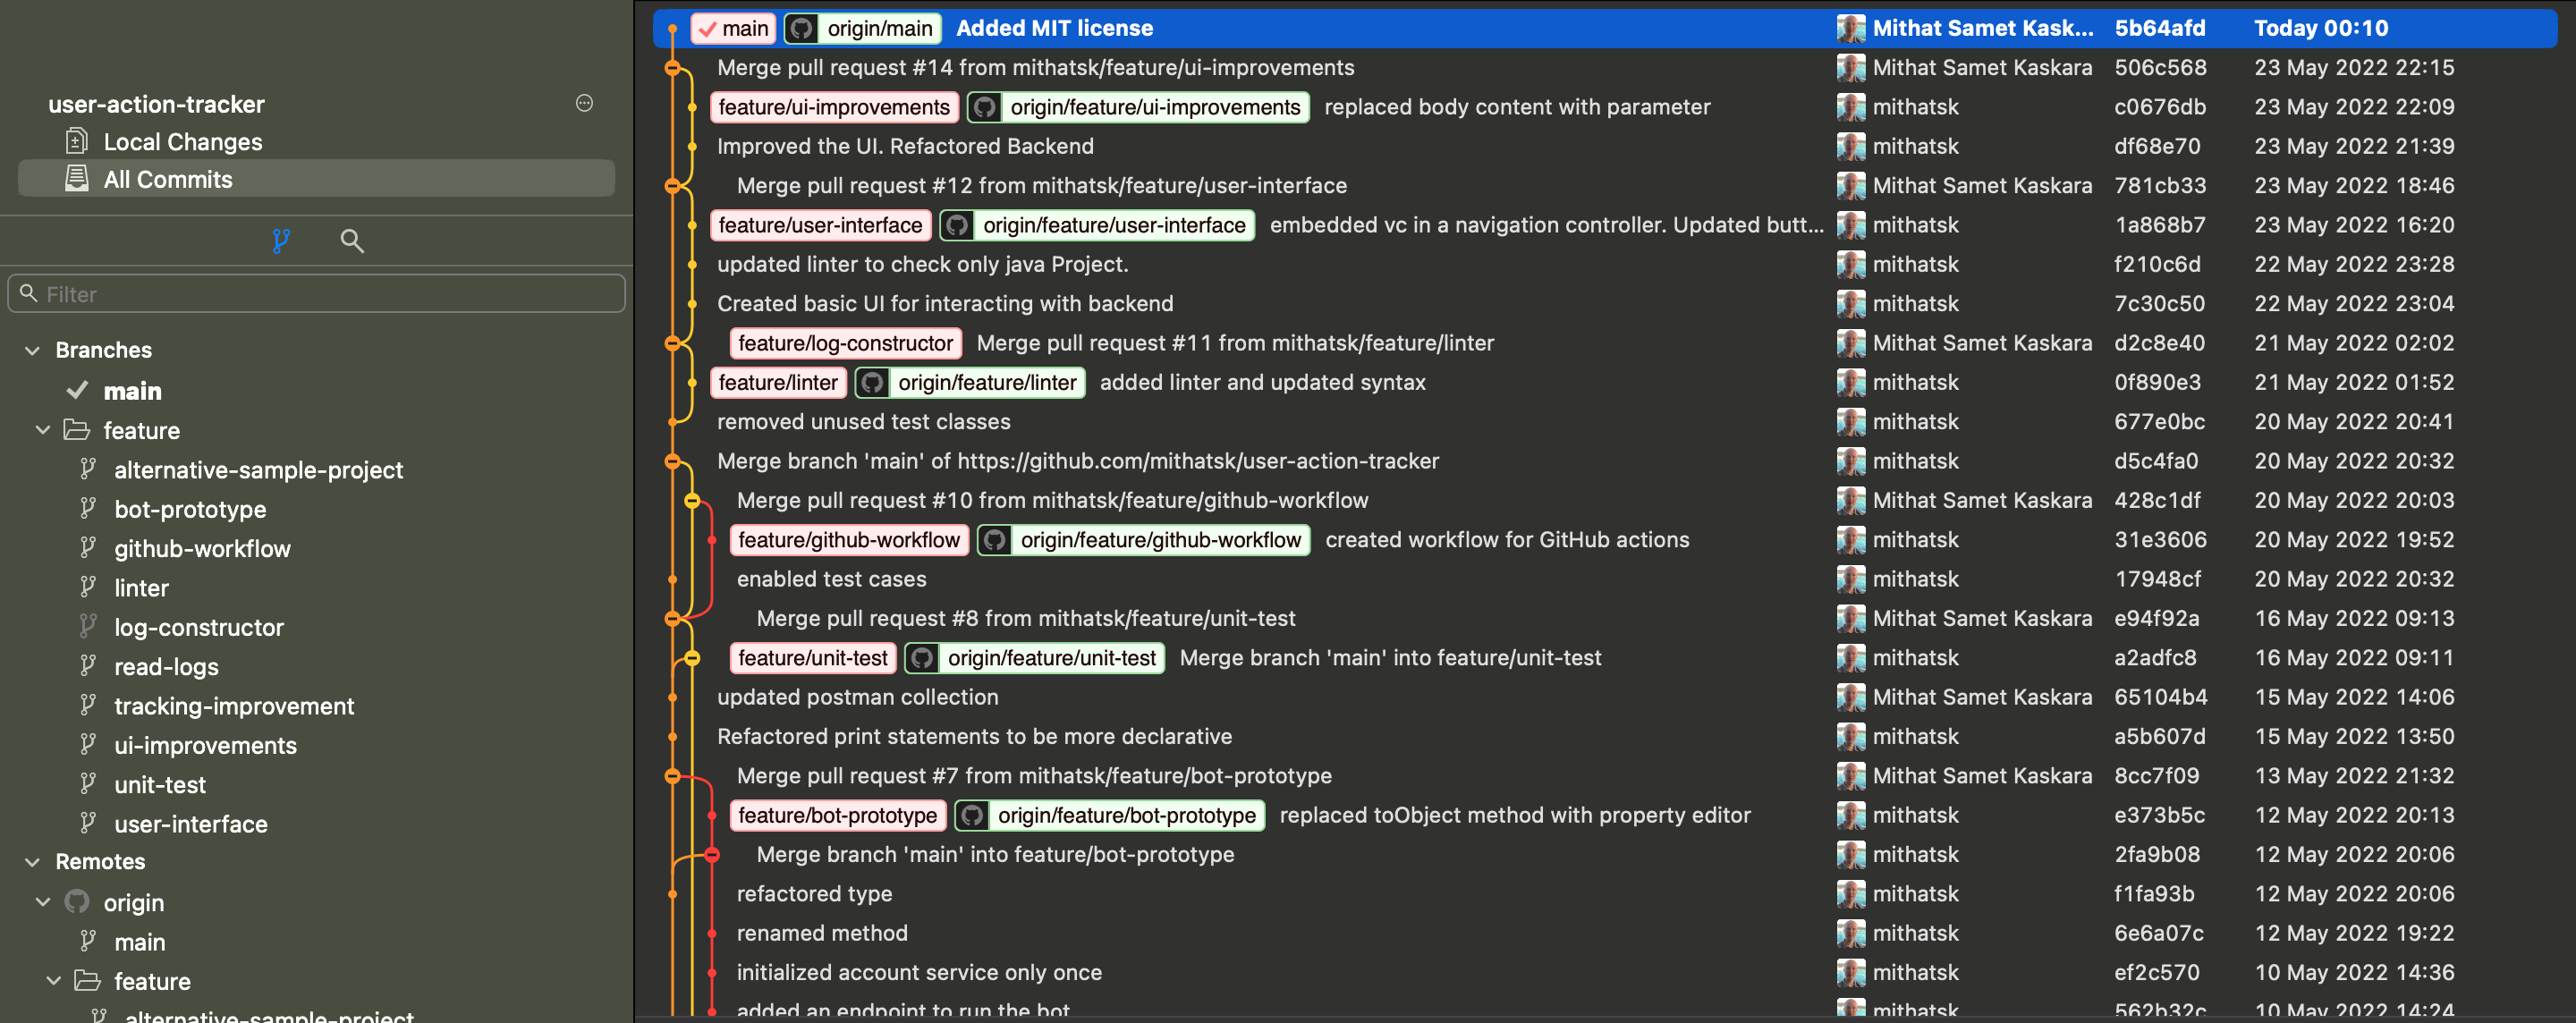 user-action-tracker
Local Changes
All Commits
Filter
Branches
main
feature
alternative-sample-project
bot-prototype
github-workflow
linter
log-constructor
read-logs
tracking-improvement
ui-improvements
unit-test
user-interface
Remotes
origin
main
feature
alternative-sample-project
main origin/main Added MIT license Mithat Samet Kask... 5b64afd Today 00:10
Merge pull request #14 from mithatsk/feature/ui-improvements Mithat Samet Kaskara 506c568 23 May 2022 22:15
feature/ui-improvements origin/feature/ui-improvements replaced body content with parameter mithatsk c0676db 23 May 2022 22:09
Improved the UI. Refactored Backend mithatsk df68e70 23 May 2022 21:39
Merge pull request #12 from mithatsk/feature/user-interface Mithat Samet Kaskara 781cb33 23 May 2022 18:46
feature/user-interface origin/feature/user-interface embedded vc in a navigation controller. Updated butt... mithatsk 1a868b7 23 May 2022 16:20
updated linter to check only java Project. mithatsk f210c6d 22 May 2022 23:28
Created basic UI for interacting with backend mithatsk 7c30c50 22 May 2022 23:04
feature/log-constructor Merge pull request #11 from mithatsk/feature/linter Mithat Samet Kaskara d2c8e40 21 May 2022 02:02
feature/linter origin/feature/linter added linter and updated syntax mithatsk 0f890e3 21 May 2022 01:52
removed unused test classes mithatsk 677e0bc 20 May 2022 20:41
Merge branch 'main' of https://github.com/mithatsk/user-action-tracker mithatsk d5c4fa0 20 May 2022 20:32
Merge pull request #10 from mithatsk/feature/github-workflow Mithat Samet Kaskara 428c1df 20 May 2022 20:03
feature/github-workflow origin/feature/github-workflow created workflow for GitHub actions mithatsk 31e3606 20 May 2022 19:52
enabled test cases mithatsk 17948cf 20 May 2022 20:32
Merge pull request #8 from mithatsk/feature/unit-test Mithat Samet Kaskara e94f92a 16 May 2022 09:13
feature/unit-test origin/feature/unit-test Merge branch 'main' into feature/unit-test mithatsk a2adfc8 16 May 2022 09:11
updated postman collection Mithat Samet Kaskara 65104b4 15 May 2022 14:06
Refactored print statements to be more declarative mithatsk a5b607d 15 May 2022 13:50
Merge pull request #7 from mithatsk/feature/bot-prototype Mithat Samet Kaskara 8cc7f09 13 May 2022 21:32
feature/bot-prototype origin/feature/bot-prototype replaced toObject method with property editor mithatsk e373b5c 12 May 2022 20:13
Merge branch 'main' into feature/bot-prototype mithatsk 2fa9b08 12 May 2022 20:06
refactored type mithatsk f1fa93b 12 May 2022 20:06
renamed method mithatsk 6e6a07c 12 May 2022 19:22
initialized account service only once mithatsk ef2c570 10 May 2022 14:36
added an endpoint to run the bot mithatsk 562b32c 10 May 2022 14:24